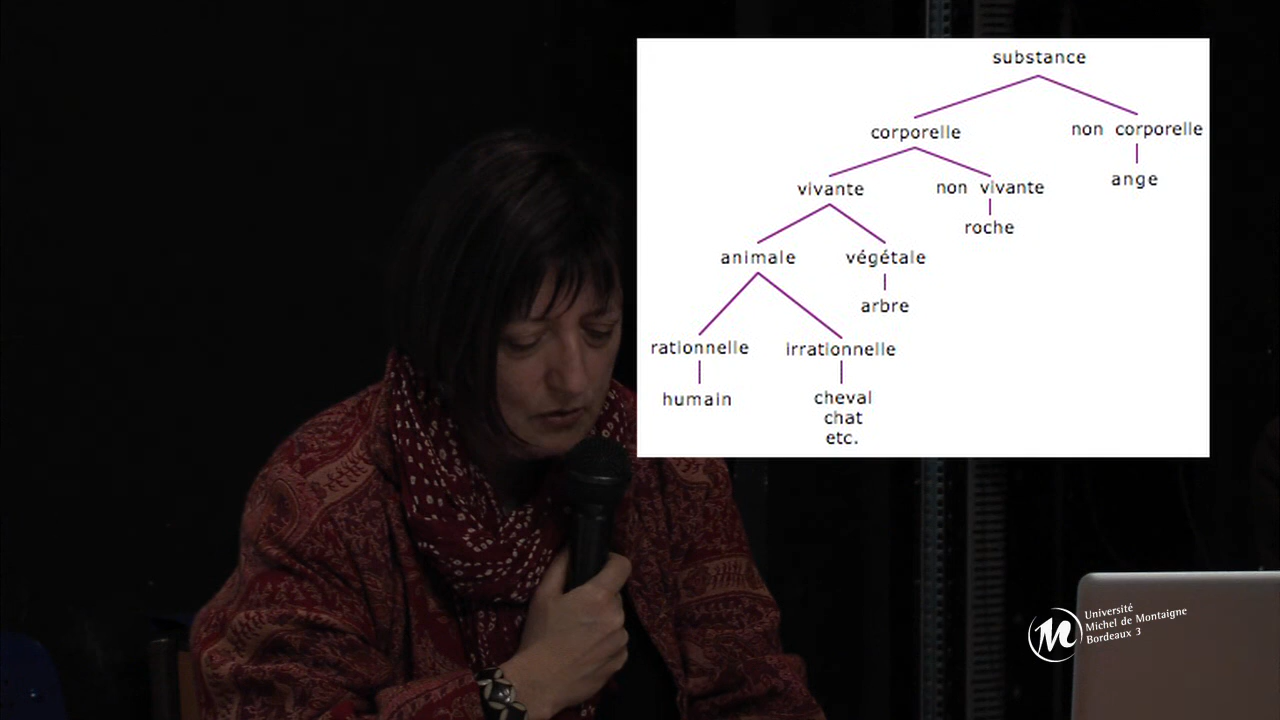 substance
corporelle
non corporelle
vivante
non vivante
ange
roche
animale
végétale
arbre
rationnelle
irrationnelle
humain
cheval
chat
etc.
Université
Michel de Montaigne
Bordeaux 3